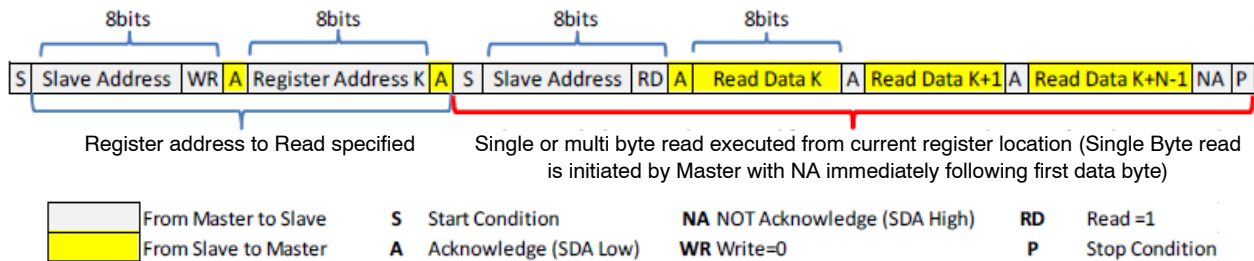 8bits 8bits 8bits 8bits
S Slave Address WR A Register Address K A S Slave Address RD A Read Data K A Read Data K+1 A Read Data K+N-1 NA P
Register address to Read specified
Single or multi byte read executed from current register location (Single Byte read
is initiated by Master with NA immediately following first data byte)
From Master to Slave S Start Condition NA NOT Acknowledge (SDA High) RD Read =1
From Slave to Master A Acknowledge (SDA Low) WR Write=0 P Stop Condition